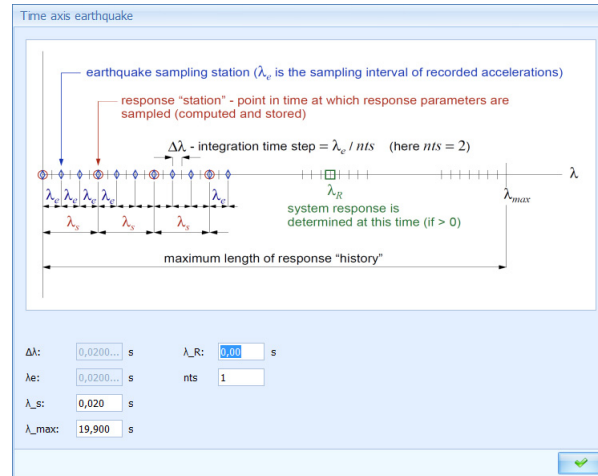 Time axis earthquake
earthquake sampling station (λe is the sampling interval of recorded accelerations)
response "station" - point in time at which response parameters are
sampled (computed and stored)
Δλ - integration time step = λe / nts (here nts = 2)
λ
λe λe λe λe λe
λR
λmax
system response is
determined at this time (if > 0)
λs λs λs
maximum length of response "history"
Δλ: 0,0200... s λ_R: 0,00 s
λe: 0,0200... s nts 1
λ_s: 0,020 s
λ_max: 19,900 s